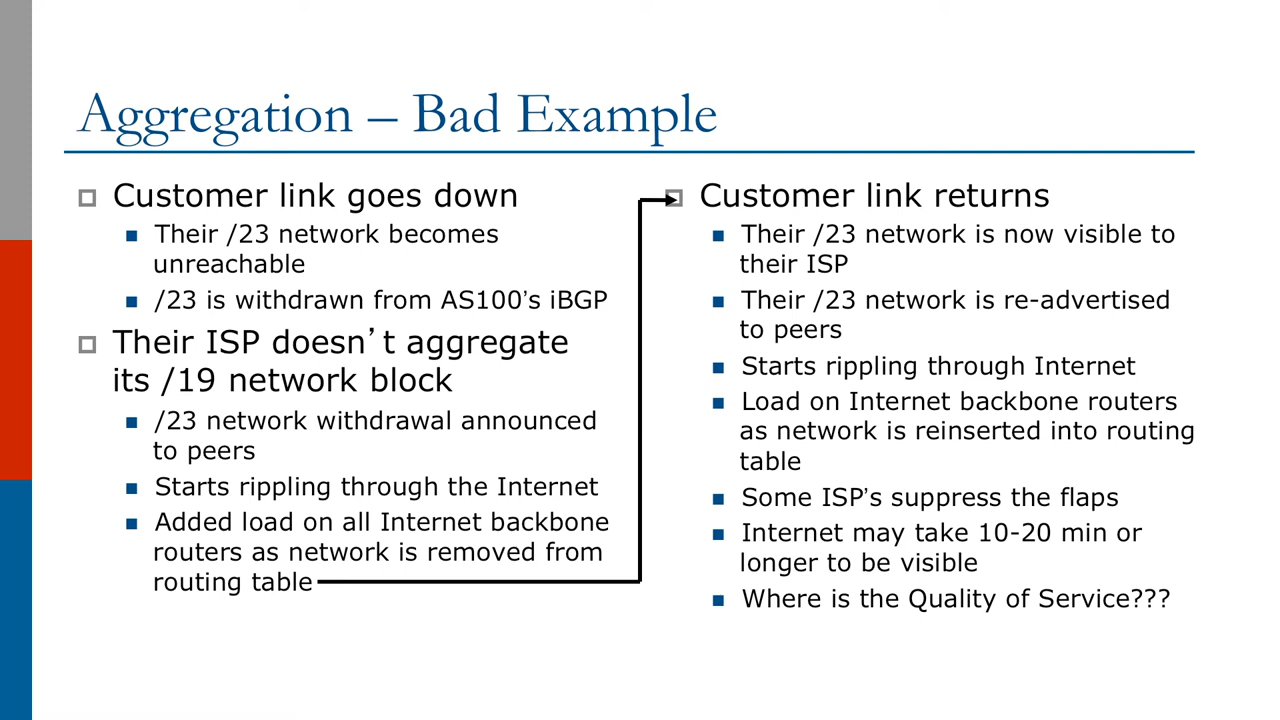 Aggregation – Bad Example
Customer link goes down
Their /23 network becomes
unreachable
/23 is withdrawn from AS100’s iBGP
Their ISP doesn’t aggregate
its /19 network block
/23 network withdrawal announced
to peers
Starts rippling through the Internet
Added load on all Internet backbone
routers as network is removed from
routing table
Customer link returns
Their /23 network is now visible to
their ISP
Their /23 network is re-advertised
to peers
Starts rippling through Internet
Load on Internet backbone routers
as network is reinserted into routing
table
Some ISP’s suppress the flaps
Internet may take 10-20 min or
longer to be visible
Where is the Quality of Service???